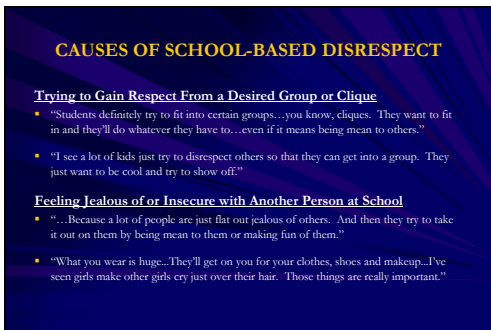 CAUSES OF SCHOOL-BASED DISRESPECT
Trying to Gain Respect From a Desired Group or Clique
▪ “Students definitely try to fit into certain groups…you know, cliques. They want to fit
in and they’ll do whatever they have to…even if it means being mean to others.”
▪ “I see a lot of kids just try to disrespect others so that they can get into a group. They
just want to be cool and try to show off.”
Feeling Jealous of or Insecure with Another Person at School
▪ “…Because a lot of people are just flat out jealous of others. And then they try to take
it out on them by being mean to them or making fun of them.”
▪ “What you wear is huge...They’ll get on you for your clothes, shoes and makeup...I’ve
seen girls make other girls cry just over their hair. Those things are really important.”